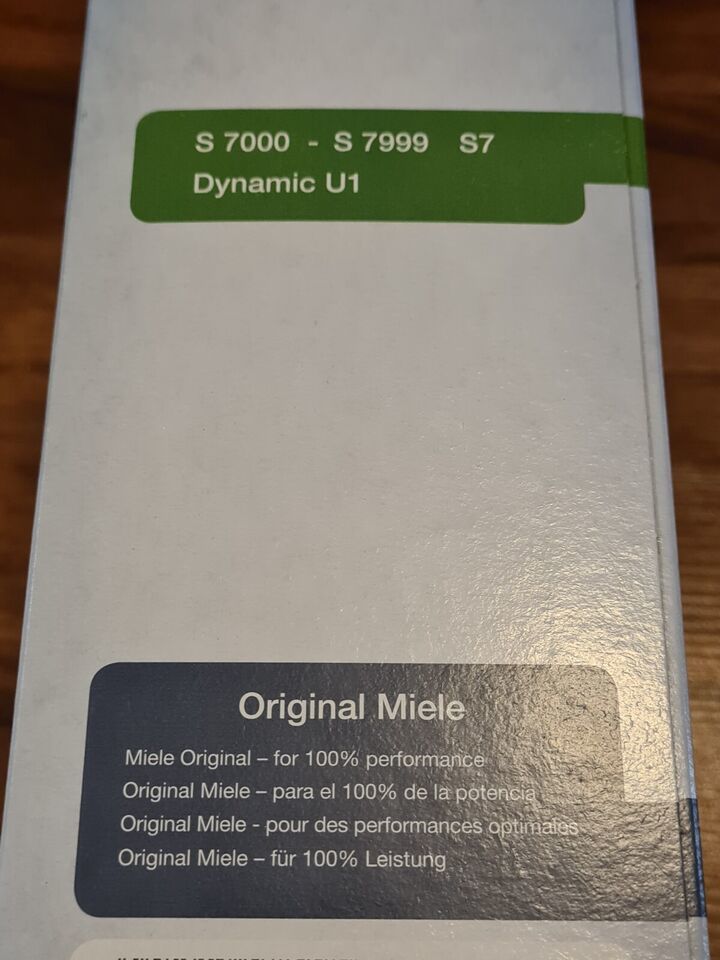 S 7000 - S 7999 S7
Dynamic U1
Original Miele
Miele Original – for 100% performance
Original Miele – para el 100% de la potencia
Original Miele - pour des performances optimales
Original Miele – für 100% Leistung